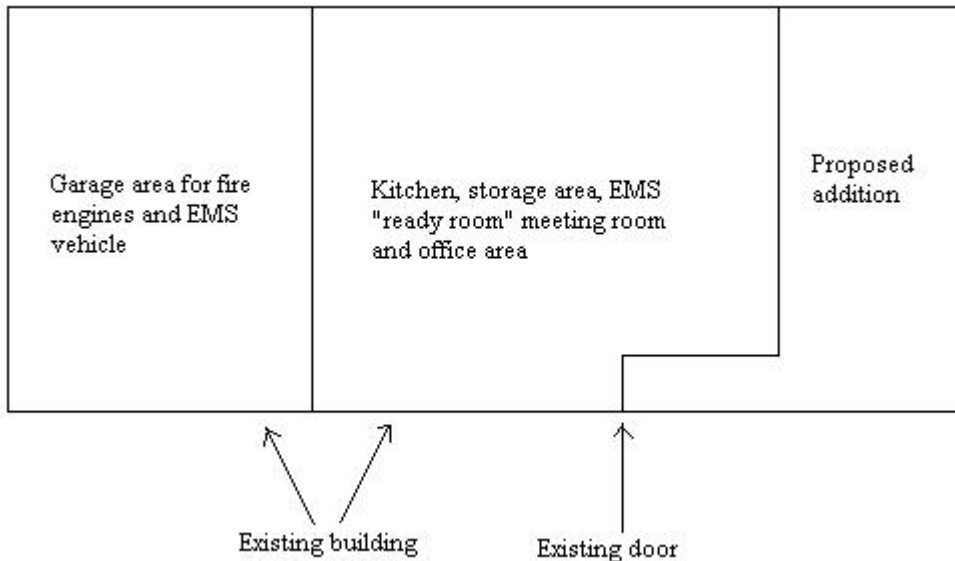 Garage area for fire
engines and EMS
vehicle
Kitchen, storage area, EMS
"ready room" meeting room
and office area
Proposed
addition
Existing building
Existing door